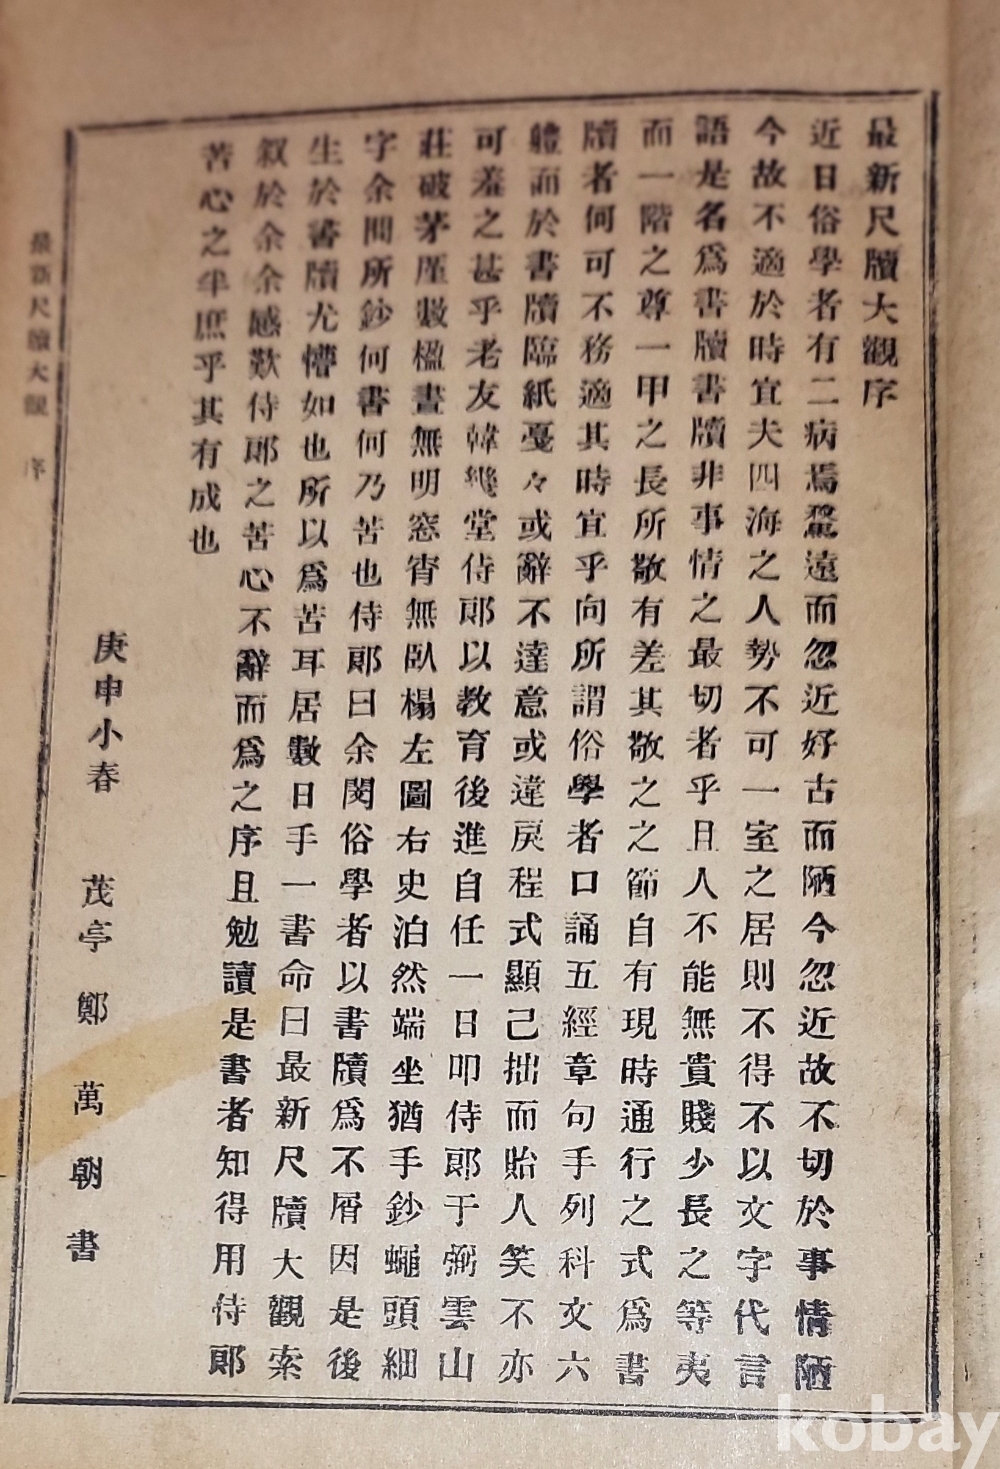 最新尺牘大觀序
近日俗學者有二病焉騖遠而忽近好古而陋今忽近故不切於事情陋
今故不適於時宜夫四海之人勢不可一室之居則不得不以文字代言
語是名爲書牘書牘非事情之最切者乎且人不能無貴賤少長之等夷
而一階之尊一甲之長所敬有差其敬之之節自有現時通行之式爲書
牘者何可不務適其時宜乎向所謂俗學者口誦五經章句手列科文六
體而於書牘臨紙戞々或辭不達意或違戾程式顯己拙而貽人笑不亦
可羞之甚乎老友韓堂侍郞以教育後進自任一日叩侍郞于弼雲山
莊破茅厪數楹晝無明窓宵無臥榻左圖右史泊然端坐猶手鈔蠅頭細
字余問所鈔何書何乃苦也侍郞曰余閔俗學者以書牘爲不屑因是後
生於書牘尤懵如也所以爲苦耳居數日手一書命曰最新尺牘大觀索
叙於余余感歎侍郞之苦心不辭而爲之序且勉讀是書者知得用侍郞
苦心之半庶乎其有成也
庚申小春 茂亭 鄭萬朝書
最新尺牘大觀 序
kobay